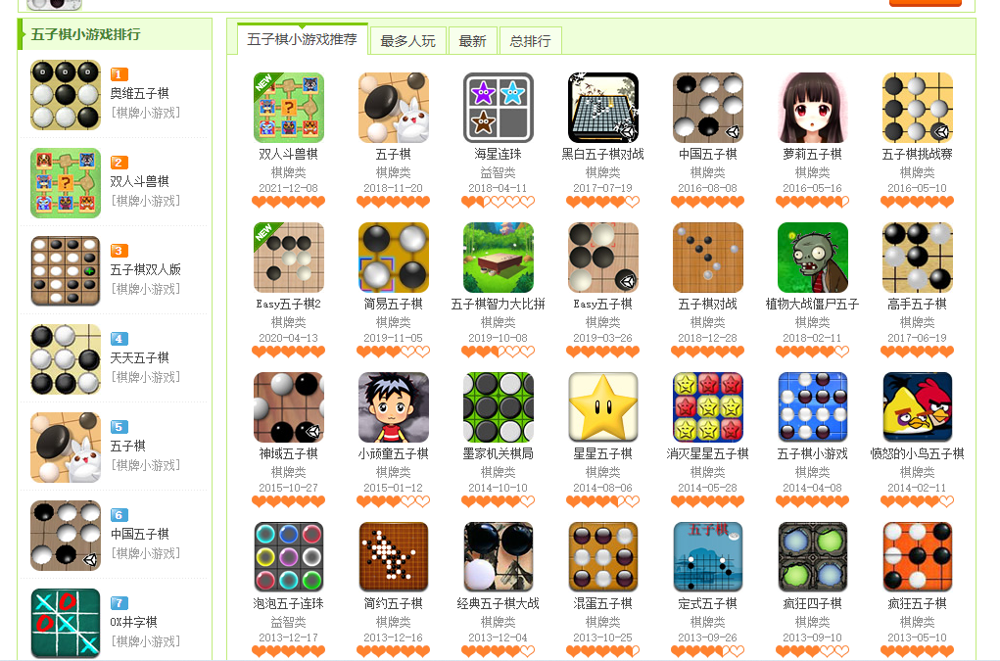 五子棋小游戏排行
1
奥维五子棋
[棋牌小游戏]
2
双人斗兽棋
[棋牌小游戏]
3
五子棋双人版
[棋牌小游戏]
4
天天五子棋
[棋牌小游戏]
5
五子棋
[棋牌小游戏]
6
中国五子棋
[棋牌小游戏]
7
OX井字棋
[棋牌小游戏]
五子棋小游戏推荐 最多人玩 最新 总排行
NEW
双人斗兽棋 五子棋 海星连珠 黑白五子棋对战 中国五子棋 萝莉五子棋 五子棋挑战赛
棋牌类 棋牌类 益智类 棋牌类 棋牌类 棋牌类 棋牌类
2021-12-08 2018-11-20 2018-04-11 2017-07-19 2016-08-08 2016-05-16 2016-05-10
NEW
Easy五子棋2 简易五子棋 五子棋智力大比拼 Easy五子棋 五子棋对战 植物大战僵尸五子 高手五子棋
棋牌类 棋牌类 棋牌类 棋牌类 棋牌类 棋牌类 棋牌类
2020-04-13 2019-11-05 2019-10-08 2019-03-26 2018-12-28 2018-02-11 2017-06-19
神域五子棋 小顽童五子棋 墨家机关棋局 星星五子棋 消灭星星五子棋 五子棋小游戏 愤怒的小鸟五子棋
棋牌类 棋牌类 棋牌类 棋牌类 棋牌类 棋牌类 棋牌类
2015-10-27 2015-01-12 2014-10-10 2014-08-06 2014-05-28 2014-04-08 2014-02-11
五子棋
泡泡五子连珠 简约五子棋 经典五子棋大战 混蛋五子棋 定式五子棋 疯狂四子棋 疯狂五子棋
益智类 棋牌类 棋牌类 棋牌类 棋牌类 棋牌类 棋牌类
2013-12-17 2013-12-16 2013-12-04 2013-10-25 2013-09-26 2013-09-10 2013-05-10